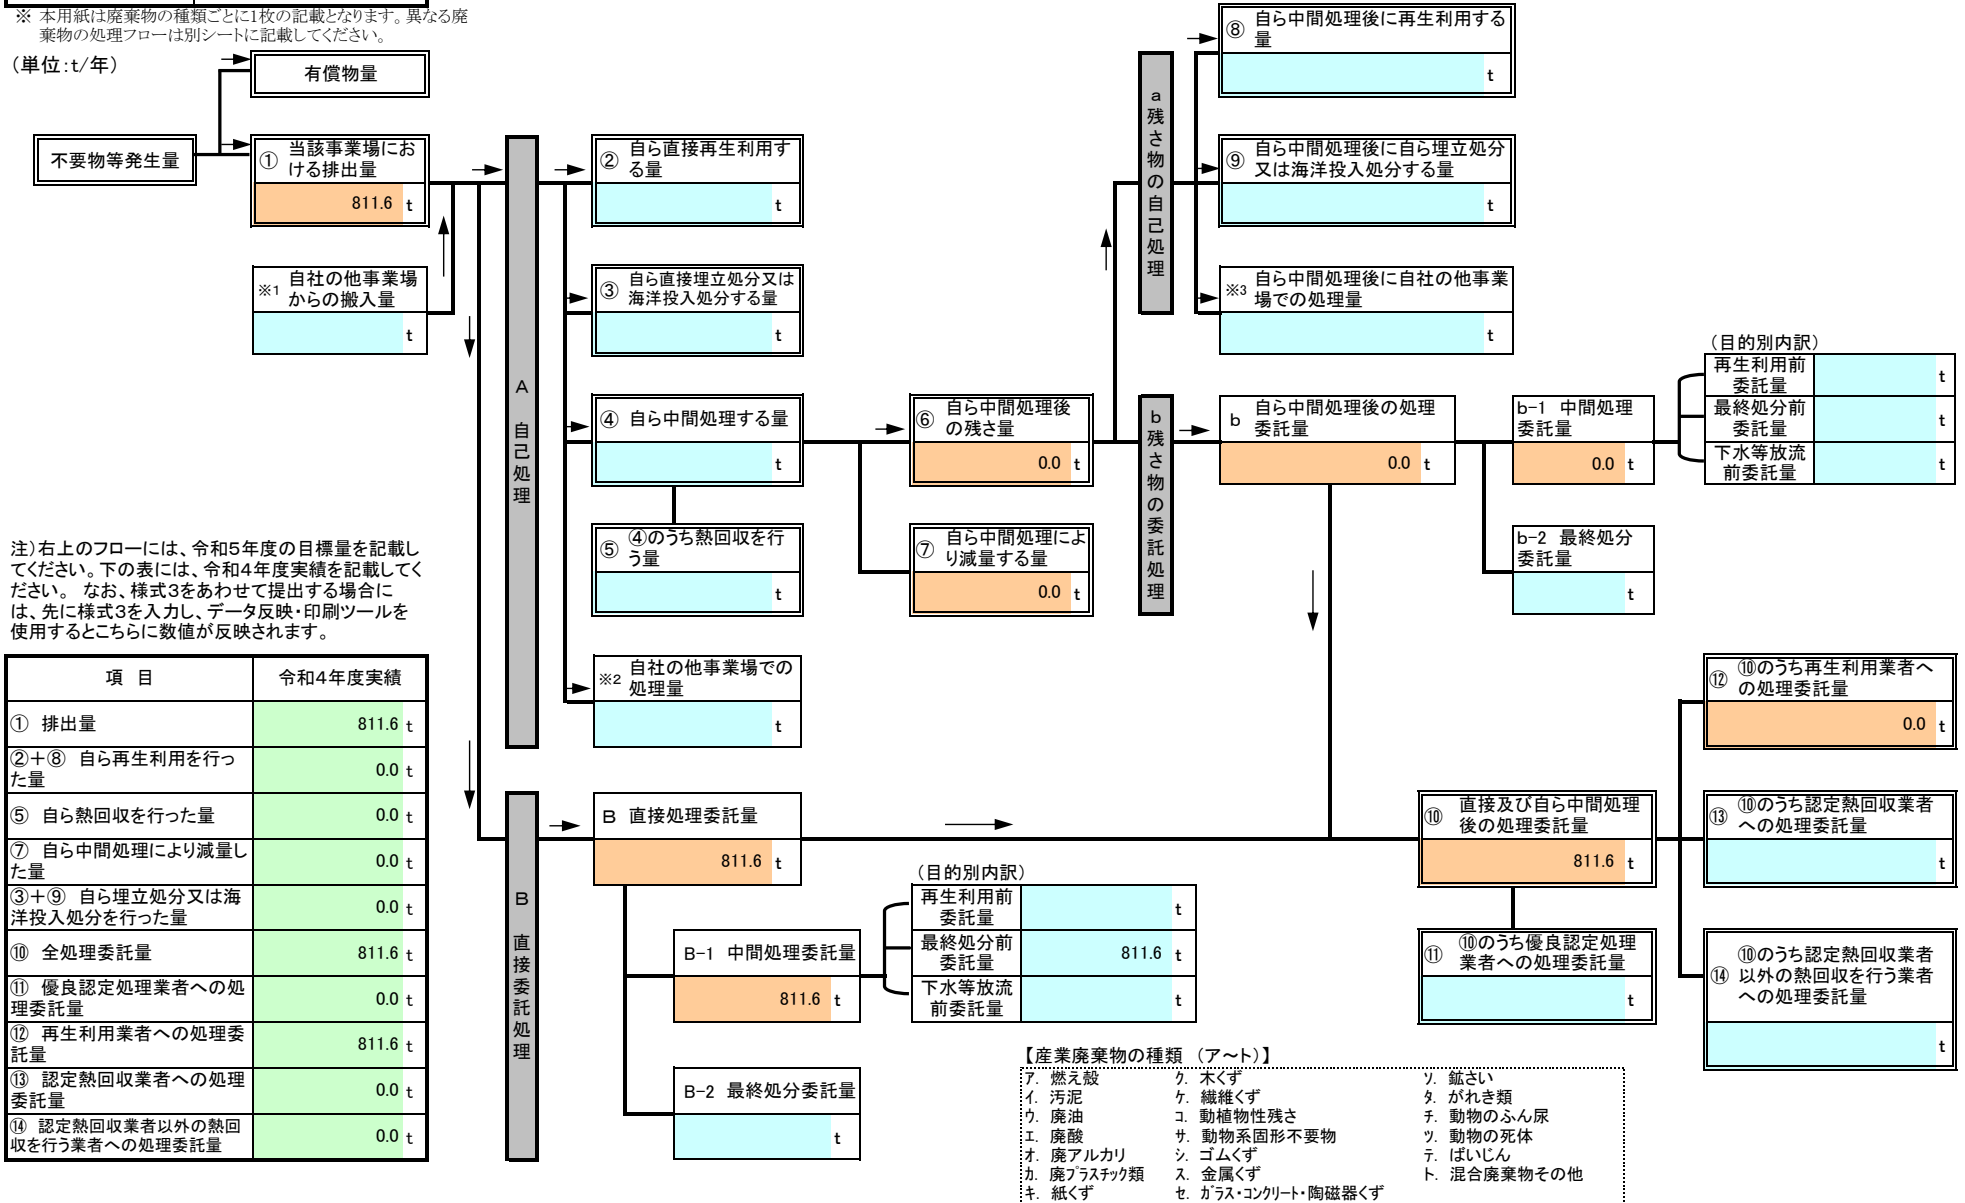 ※ 本用紙は廃棄物の種類ごとに1枚の記載となります。異なる廃
棄物の処理フローは別シートに記載してください。
（単位:t/年）
有償物量
不要物等発生量
① 当該事業場にお
ける排出量
811.6 t
※1 自社の他事業場
からの搬入量
t
A 自己処理
② 自ら直接再生利用す
る量
t
③ 自ら直接埋立処分又は
海洋投入処分する量
t
④ 自ら中間処理する量
t
⑤ ④のうち熱回収を行
う量
t
※2 自社の他事業場での
処理量
t
⑥ 自ら中間処理後
の残さ量
0.0 t
⑦ 自ら中間処理によ
り減量する量
0.0 t
a 残さ物の自己処理
⑧ 自ら中間処理後に再生利用する
量
t
⑨ 自ら中間処理後に自ら埋立処分
又は海洋投入処分する量
t
※3 自ら中間処理後に自社の他事業
場での処理量
t
b 残さ物の委託処理
b 自ら中間処理後の処理
委託量
0.0 t
b-1 中間処理
委託量
0.0 t
b-2 最終処分
委託量
t
（目的別内訳）
再生利用前
委託量
t
最終処分前
委託量
t
下水等放流
前委託量
t
注）右上のフローには、令和5年度の目標量を記載し
てください。下の表には、令和4年度実績を記載してく
ださい。 なお、様式3をあわせて提出する場合に
は、先に様式3を入力し、データ反映・印刷ツールを
使用するとこちらに数値が反映されます。
項 目 令和4年度実績
① 排出量 811.6 t
②＋⑧ 自ら再生利用を行っ
た量 0.0 t
⑤ 自ら熱回収を行った量 0.0 t
⑦ 自ら中間処理により減量し
た量 0.0 t
③＋⑨ 自ら埋立処分又は海
洋投入処分を行った量 0.0 t
⑩ 全処理委託量 811.6 t
⑪ 優良認定処理業者への処
理委託量 0.0 t
⑫ 再生利用業者への処理委
託量 811.6 t
⑬ 認定熱回収業者への処理
委託量 0.0 t
⑭ 認定熱回収業者以外の熱回
収を行う業者への処理委託量 0.0 t
B 直接委託処理
B 直接処理委託量
811.6 t
B-1 中間処理委託量
811.6 t
B-2 最終処分委託量
t
（目的別内訳）
再生利用前
委託量
t
最終処分前
委託量
811.6 t
下水等放流
前委託量
t
⑩ 直接及び自ら中間処理
後の処理委託量
811.6 t
⑪ ⑩のうち優良認定処理
業者への処理委託量
t
⑫ ⑩のうち再生利用業者へ
の処理委託量
0.0 t
⑬ ⑩のうち認定熱回収業者
への処理委託量
t
⑭ ⑩のうち認定熱回収業者
以外の熱回収を行う業者
への処理委託量
t
【産業廃棄物の種類 （ア～ト）】
ア. 燃え殻 ク. 木くず ソ. 鉱さい
イ. 汚泥 ケ. 繊維くず タ. がれき類
ウ. 廃油 コ. 動植物性残さ チ. 動物のふん尿
エ. 廃酸 サ. 動物系固形不要物 ツ. 動物の死体
オ. 廃アルカリ シ. ゴムくず テ. ばいじん
カ. 廃プラスチック類 ス. 金属くず ト. 混合廃棄物その他
キ. 紙くず セ. ガラス・コンクリート・陶磁器くず